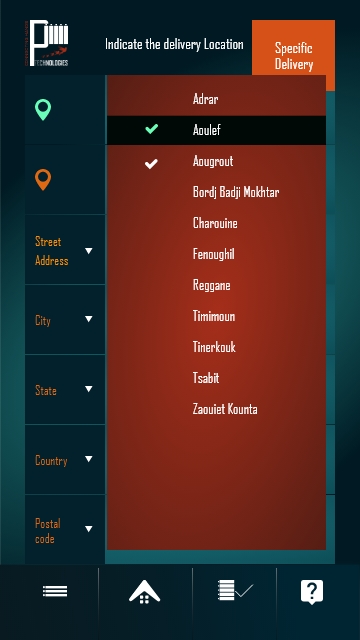 TECHNOLOGIES
Indicate the delivery Location
Specific
Delivery
Adrar
Aoulef
Aougrout
Bordj Badji Mokhtar
Charouine
Fenoughil
Reggane
Timimoun
Tinerkouk
Tsabit
Zaouiet Kounta
Street
Address
City
State
Country
Postal
code